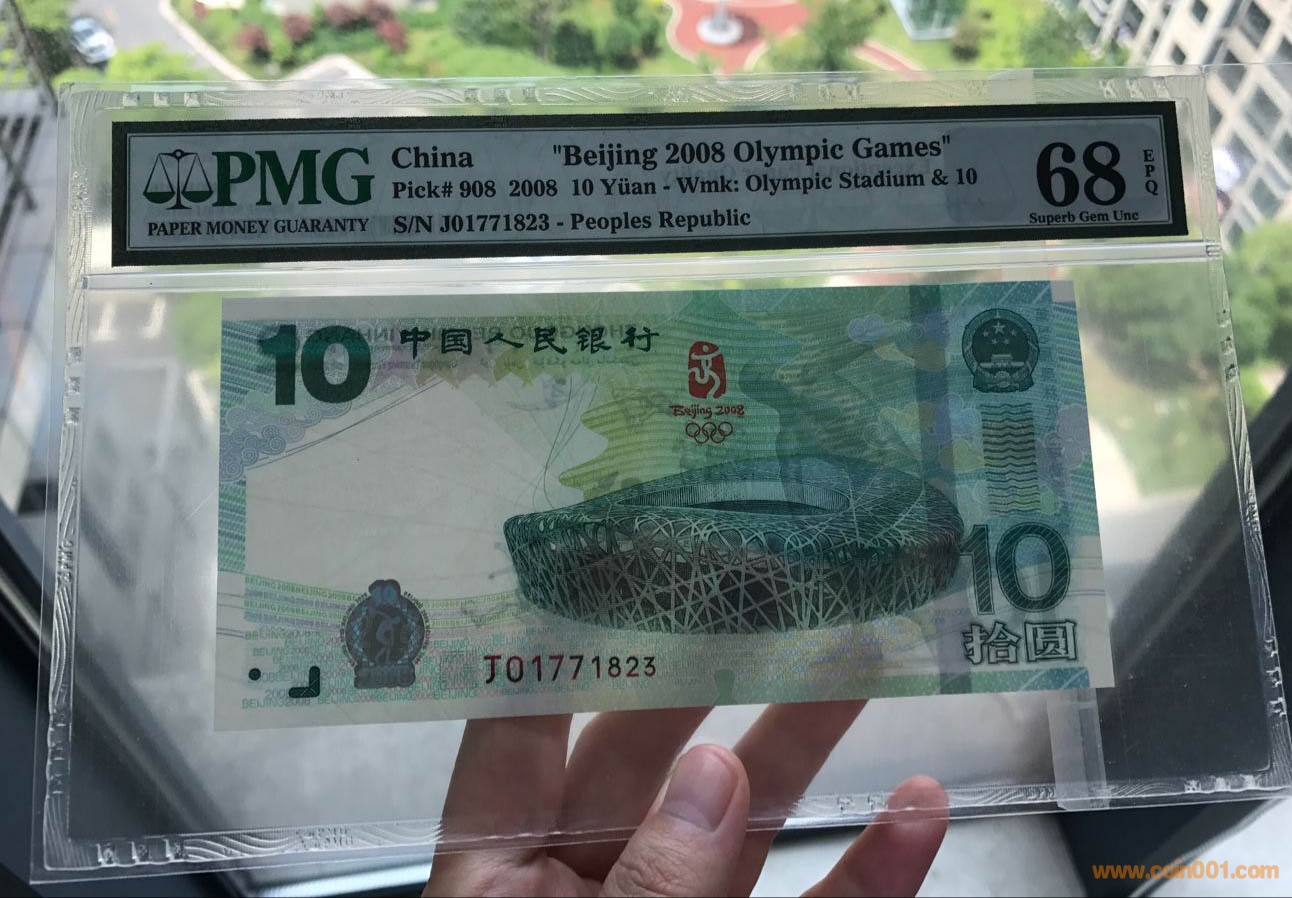 PMG
PAPER MONEY GUARANTY
China "Beijing 2008 Olympic Games"
Pick# 908 2008 10 Yüan - Wmk: Olympic Stadium & 10
S/N J01771823 - Peoples Republic
68
EPQ
Superb Gem Unc
10 中国人民银行
Beijing 2008
10
拾圆
J01771823
www.coin001.com